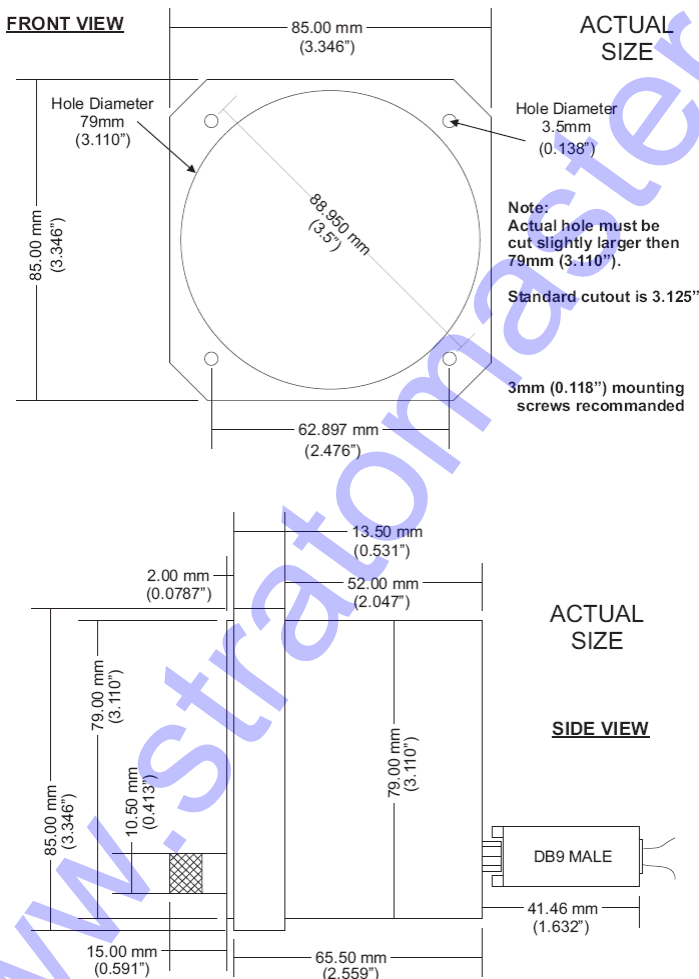 FRONT VIEW
85.00 mm
(3.346”)
ACTUAL
SIZE
Hole Diameter
79mm
(3.110”)
Hole Diameter
3.5mm
(0.138”)
85.00 mm
(3.346”)
88.950 mm
(3.5”)
Note:
Actual hole must be
cut slightly larger then
79mm (3.110”).
Standard cutout is 3.125”
3mm (0.118”) mounting
screws recommanded
62.897 mm
(2.476”)
13.50 mm
(0.531”)
2.00 mm
(0.0787”)
52.00 mm
(2.047”)
ACTUAL
SIZE
SIDE VIEW
79.00 mm
(3.110”)
85.00 mm
(3.346”)
10.50 mm
(0.413”)
79.00 mm
(3.110”)
DB9 MALE
41.46 mm
(1.632”)
15.00 mm
(0.591”)
65.50 mm
(2.559”)
www.stratomaster